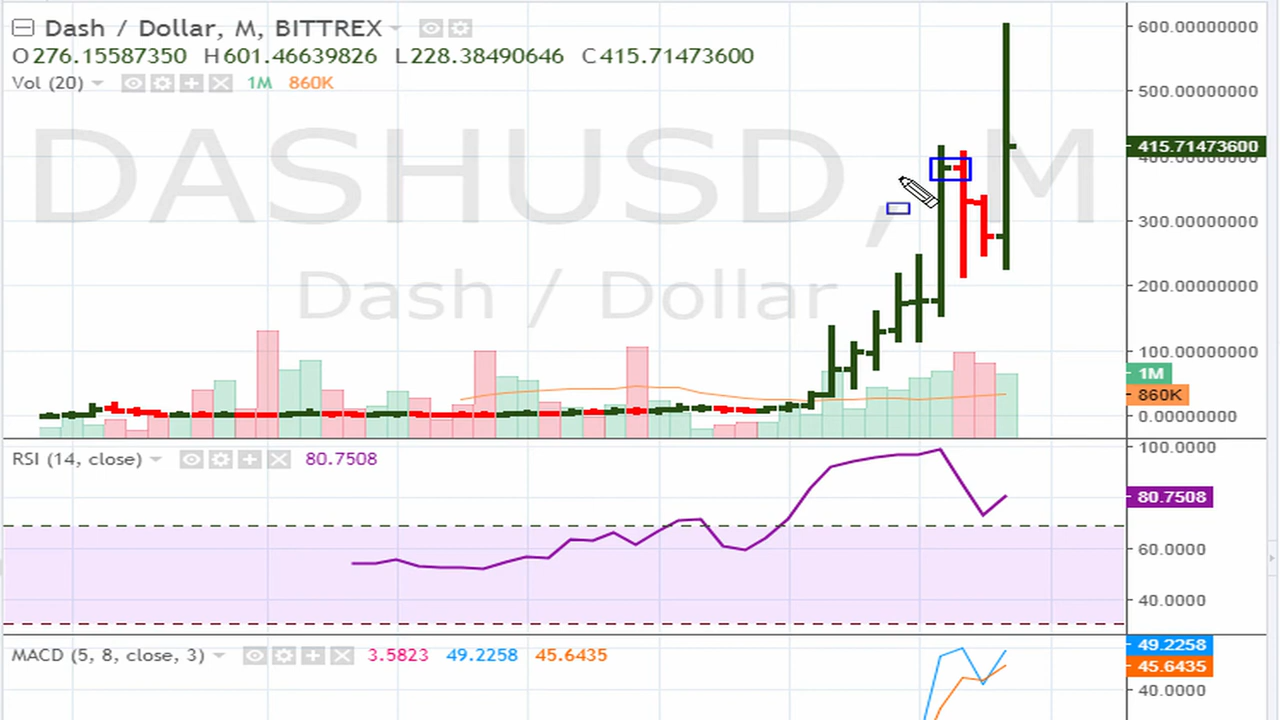 Dash / Dollar, M, BITTREX
O276.15587350 H601.46639826 L228.38490646 C415.71473600
Vol (20) 1M 860K
DASHUSD, M
Dash / Dollar
600.00000000
500.00000000
415.71473600
400.00000000
300.00000000
200.00000000
100.00000000
1M
860K
0.00000000
RSI (14, close) 80.7508
100.0000
80.7508
60.0000
40.0000
MACD (5, 8, close, 3) 3.5823 49.2258 45.6435
49.2258
45.6435
40.0000